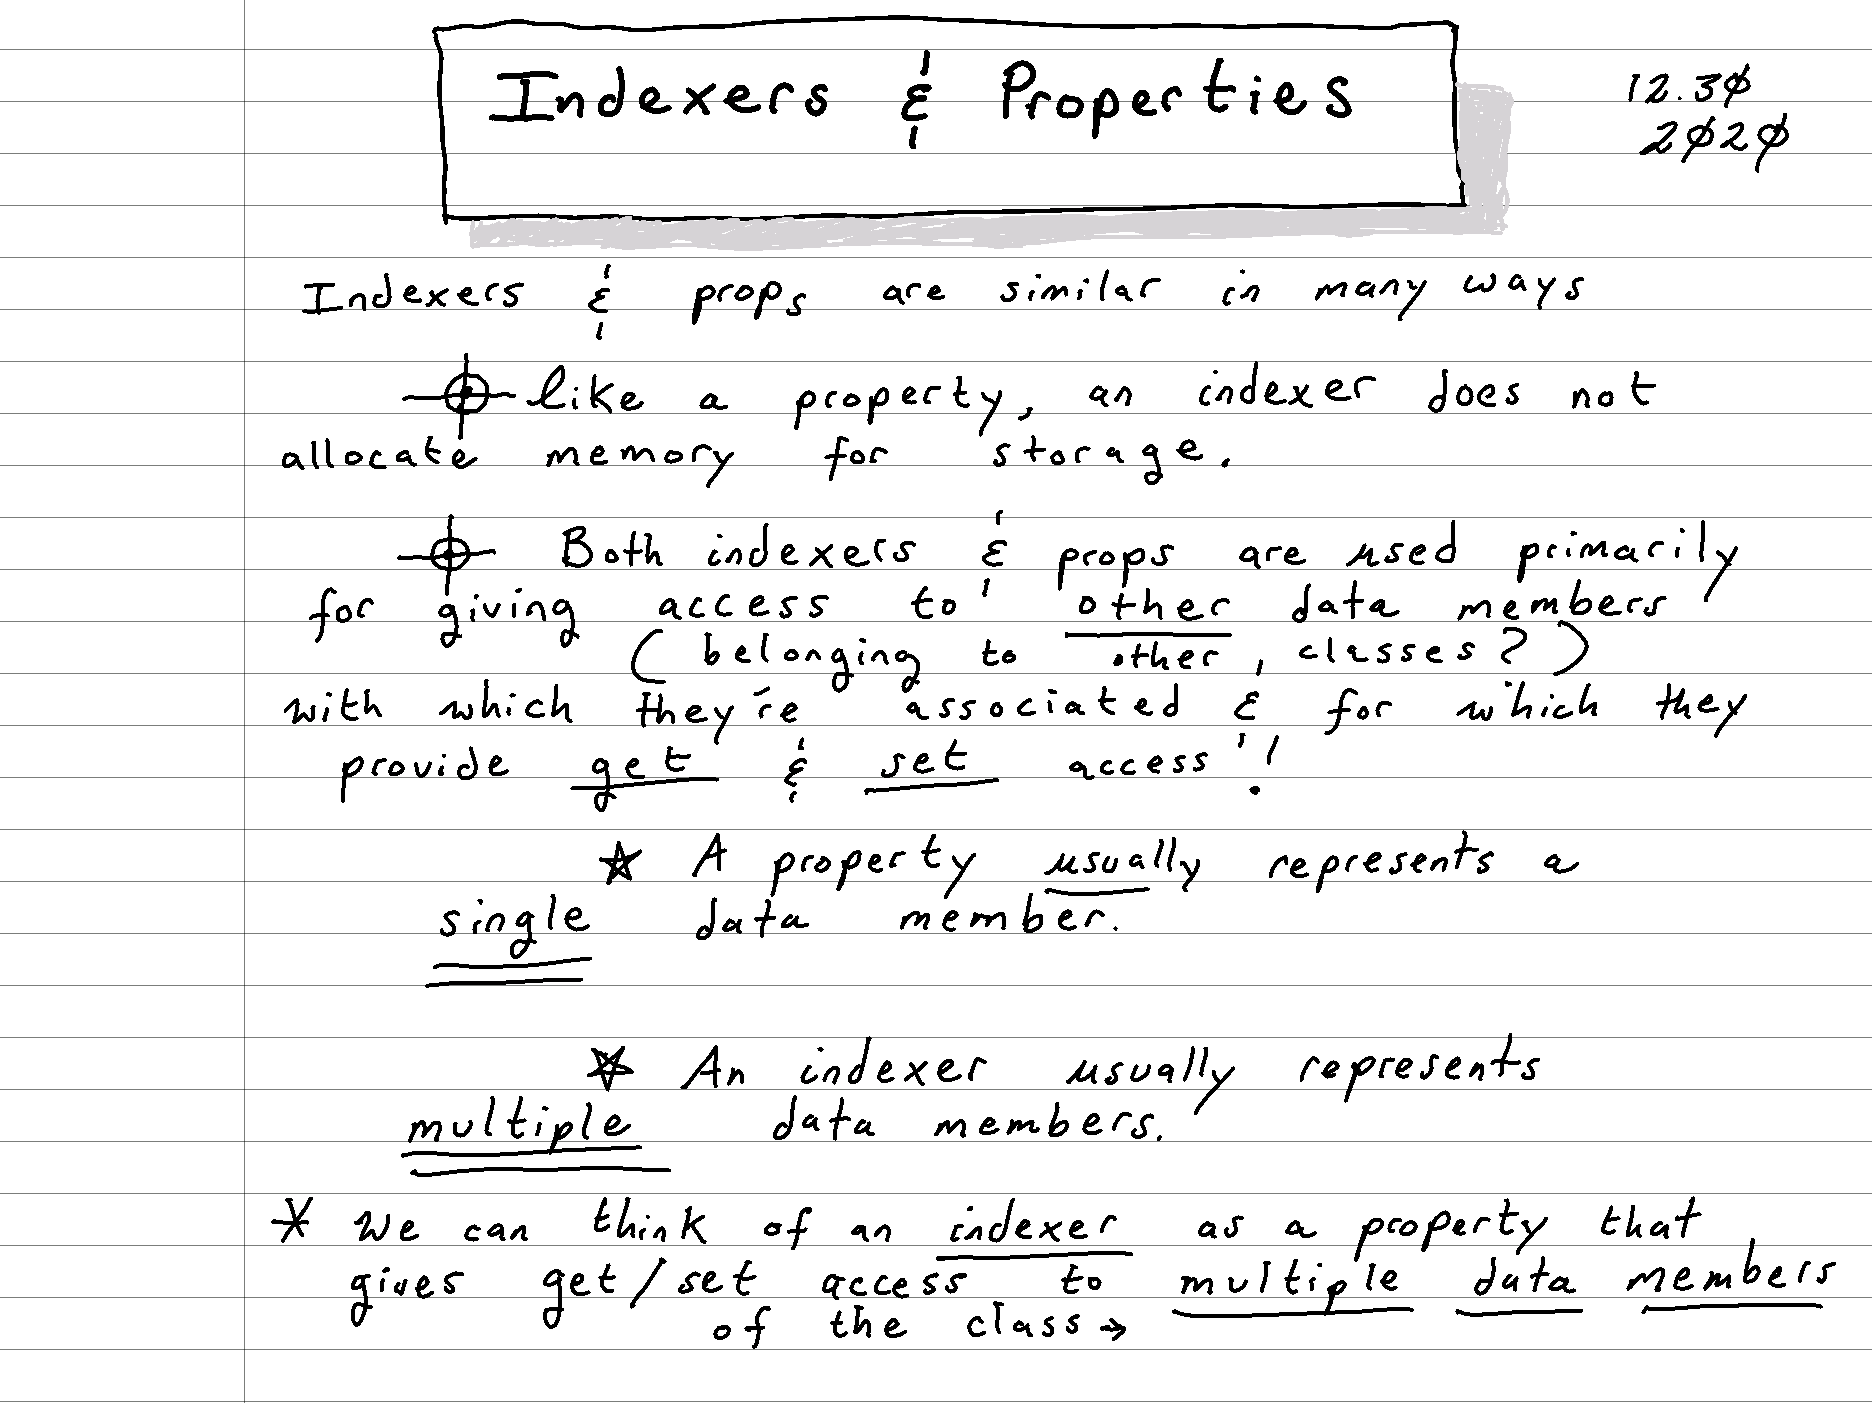 Indexers & Properties
12.30
2020
Indexers & props are similar in many ways
like a property, an indexer does not
allocate memory for storage.
Both indexers & props are used primarily
for giving access to other data members
(belonging to other classes?)
with which they're associated & for which they
provide get & set access!
☆ A property usually represents a
single data member.
☆ An indexer usually represents
multiple data members.
* We can think of an indexer as a property that
gives get/set access to multiple data members
of the class →